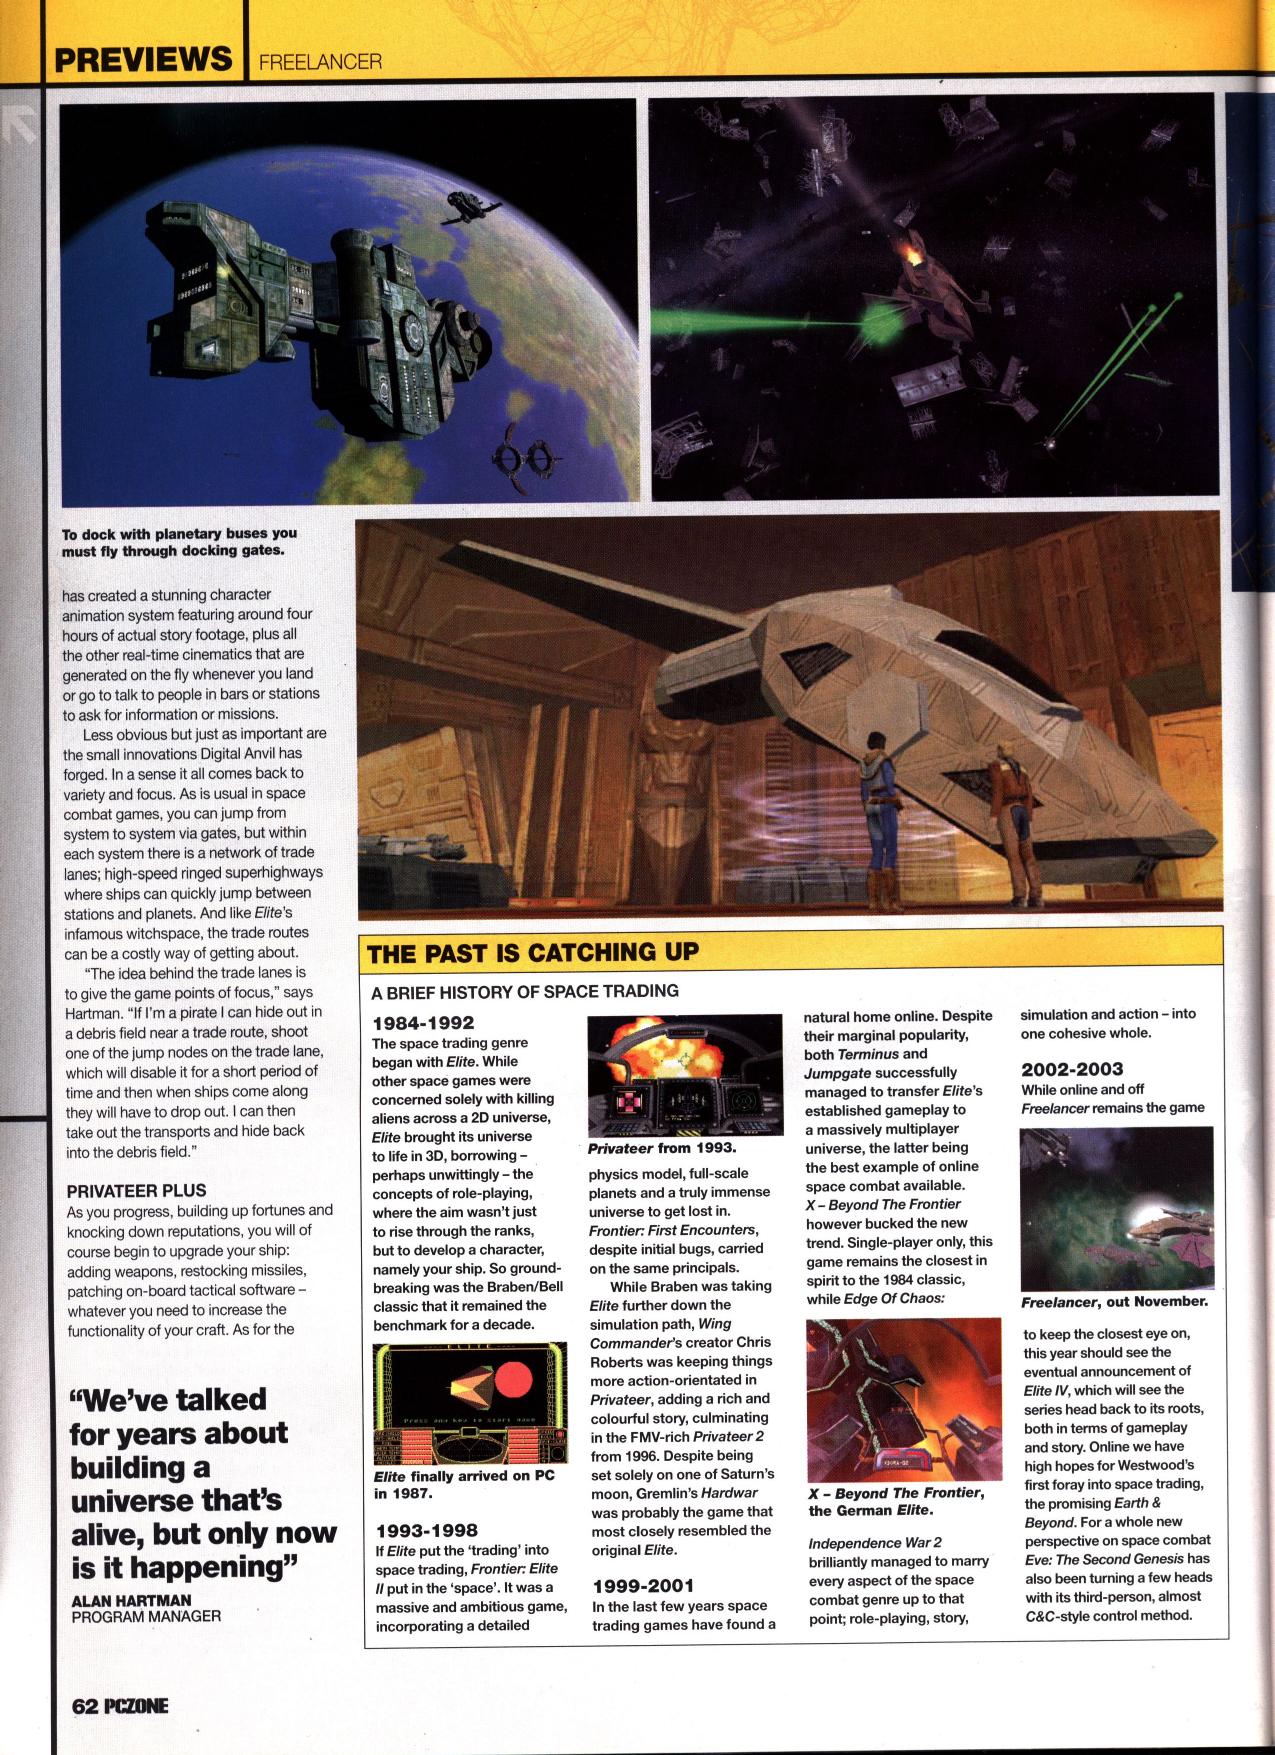 PREVIEWS
FREELANCER
To dock with planetary buses you
must fly through docking gates.
has created a stunning character
animation system featuring around four
hours of actual story footage, plus all
the other real-time cinematics that are
generated on the fly whenever you land
or go to talk to people in bars or stations
to ask for information or missions.
Less obvious but just as important are
the small innovations Digital Anvil has
forged. In a sense it all comes back to
variety and focus. As is usual in space
combat games, you can jump from
system to system via gates, but within
each system there is a network of trade
lanes; high-speed ringed superhighways
where ships can quickly jump between
stations and planets. And like Elite's
infamous witchspace, the trade routes
can be a costly way of getting about.
"The idea behind the trade lanes is
to give the game points of focus," says
Hartman. "If I'm a pirate I can hide out in
a debris field near a trade route, shoot
one of the jump nodes on the trade lane,
which will disable it for a short period of
time and then when ships come along
they will have to drop out. I can then
take out the transports and hide back
into the debris field."
PRIVATEER PLUS
As you progress, building up fortunes and
knocking down reputations, you will of
course begin to upgrade your ship:
adding weapons, restocking missiles,
patching on-board tactical software –
whatever you need to increase the
functionality of your craft. As for the
"We've talked
for years about
building a
universe that's
alive, but only now
is it happening"
ALAN HARTMAN
PROGRAM MANAGER
THE PAST IS CATCHING UP
A BRIEF HISTORY OF SPACE TRADING
1984-1992
The space trading genre
began with Elite. While
other space games were
concerned solely with killing
aliens across a 2D universe,
Elite brought its universe
to life in 3D, borrowing –
perhaps unwittingly – the
concepts of role-playing,
where the aim wasn't just
to rise through the ranks,
but to develop a character,
namely your ship. So ground-
breaking was the Braben/Bell
classic that it remained the
benchmark for a decade.
ELITE
Press any key to start game
Elite finally arrived on PC
in 1987.
1993-1998
If Elite put the 'trading' into
space trading, Frontier: Elite
II put in the 'space'. It was a
massive and ambitious game,
incorporating a detailed
Privateer from 1993.
physics model, full-scale
planets and a truly immense
universe to get lost in.
Frontier: First Encounters,
despite initial bugs, carried
on the same principals.
While Braben was taking
Elite further down the
simulation path, Wing
Commander's creator Chris
Roberts was keeping things
more action-orientated in
Privateer, adding a rich and
colourful story, culminating
in the FMV-rich Privateer 2
from 1996. Despite being
set solely on one of Saturn's
moon, Gremlin's Hardwar
was probably the game that
most closely resembled the
original Elite.
1999-2001
In the last few years space
trading games have found a
natural home online. Despite
their marginal popularity,
both Terminus and
Jumpgate successfully
managed to transfer Elite's
established gameplay to
a massively multiplayer
universe, the latter being
the best example of online
space combat available.
X – Beyond The Frontier
however bucked the new
trend. Single-player only, this
game remains the closest in
spirit to the 1984 classic,
while Edge Of Chaos:
X – Beyond The Frontier,
the German Elite.
Independence War 2
brilliantly managed to marry
every aspect of the space
combat genre up to that
point; role-playing, story,
simulation and action – into
one cohesive whole.
2002-2003
While online and off
Freelancer remains the game
Freelancer, out November.
to keep the closest eye on,
this year should see the
eventual announcement of
Elite IV, which will see the
series head back to its roots,
both in terms of gameplay
and story. Online we have
high hopes for Westwood's
first foray into space trading,
the promising Earth &
Beyond. For a whole new
perspective on space combat
Eve: The Second Genesis has
also been turning a few heads
with its third-person, almost
C&C-style control method.
62 PCZONE